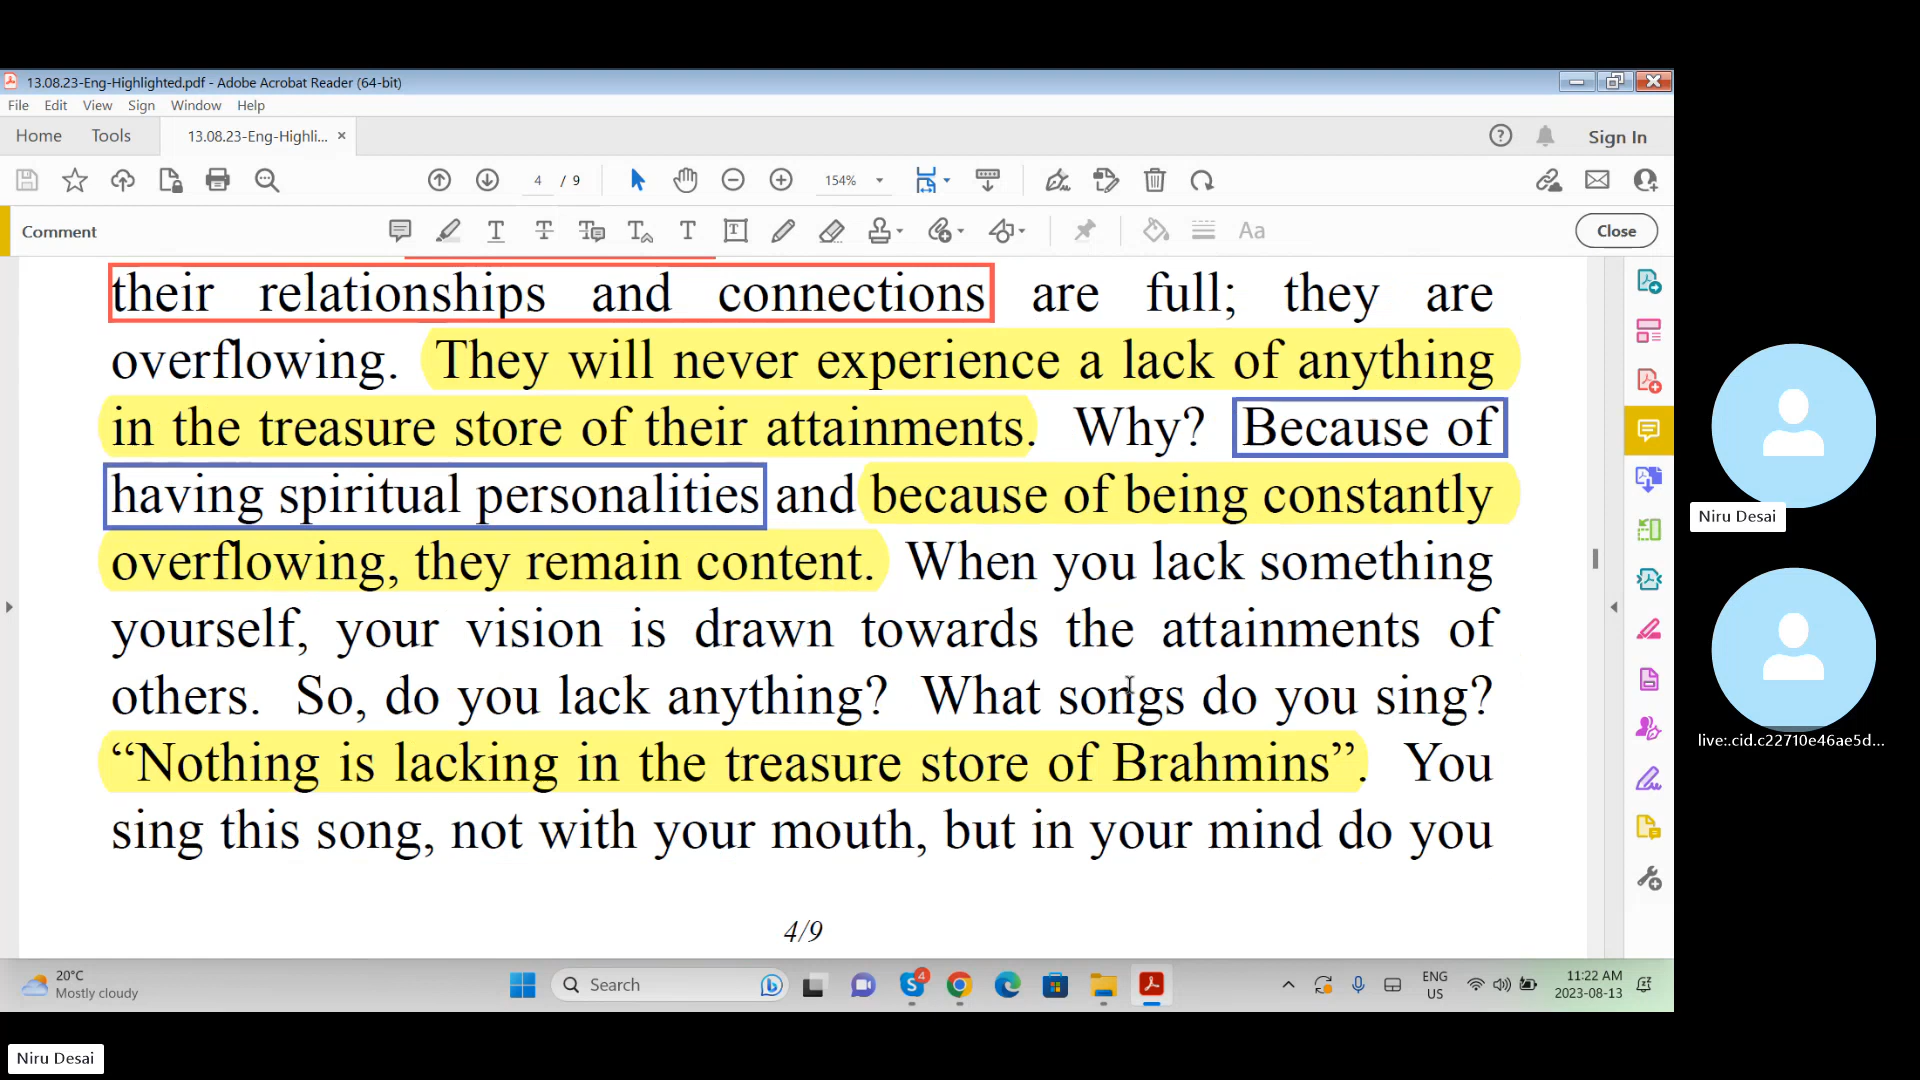 13.08.23-Eng-Highlighted.pdf - Adobe Acrobat Reader (64-bit)
File Edit View Sign Window Help
Home Tools 13.08.23-Eng-Highli... × Sign In
4 / 9 154%
Comment Close
their relationships and connections are full; they are
overflowing. They will never experience a lack of anything
in the treasure store of their attainments. Why? Because of
having spiritual personalities and because of being constantly
overflowing, they remain content. When you lack something
yourself, your vision is drawn towards the attainments of
others. So, do you lack anything? What songs do you sing?
“Nothing is lacking in the treasure store of Brahmins”. You
sing this song, not with your mouth, but in your mind do you
4/9
Niru Desai
live:.cid.c22710e46ae5d...
20°C
Mostly cloudy
Search
4
ENG
US
11:22 AM
2023-08-13
Niru Desai